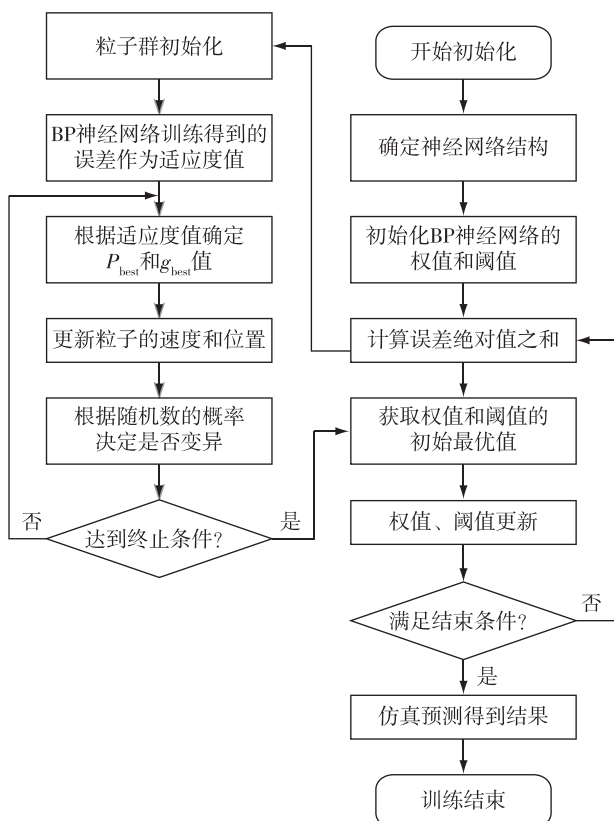 粒子群初始化
BP神经网络训练得到的
误差作为适应度值
根据适应度值确定
Pbest和gbest值
更新粒子的速度和位置
根据随机数的概率
决定是否变异
达到终止条件?
否
是
开始初始化
确定神经网络结构
初始化BP神经网络的
权值和阈值
计算误差绝对值之和
获取权值和阈值的
初始最优值
权值、阈值更新
满足结束条件?
否
是
仿真预测得到结果
训练结束